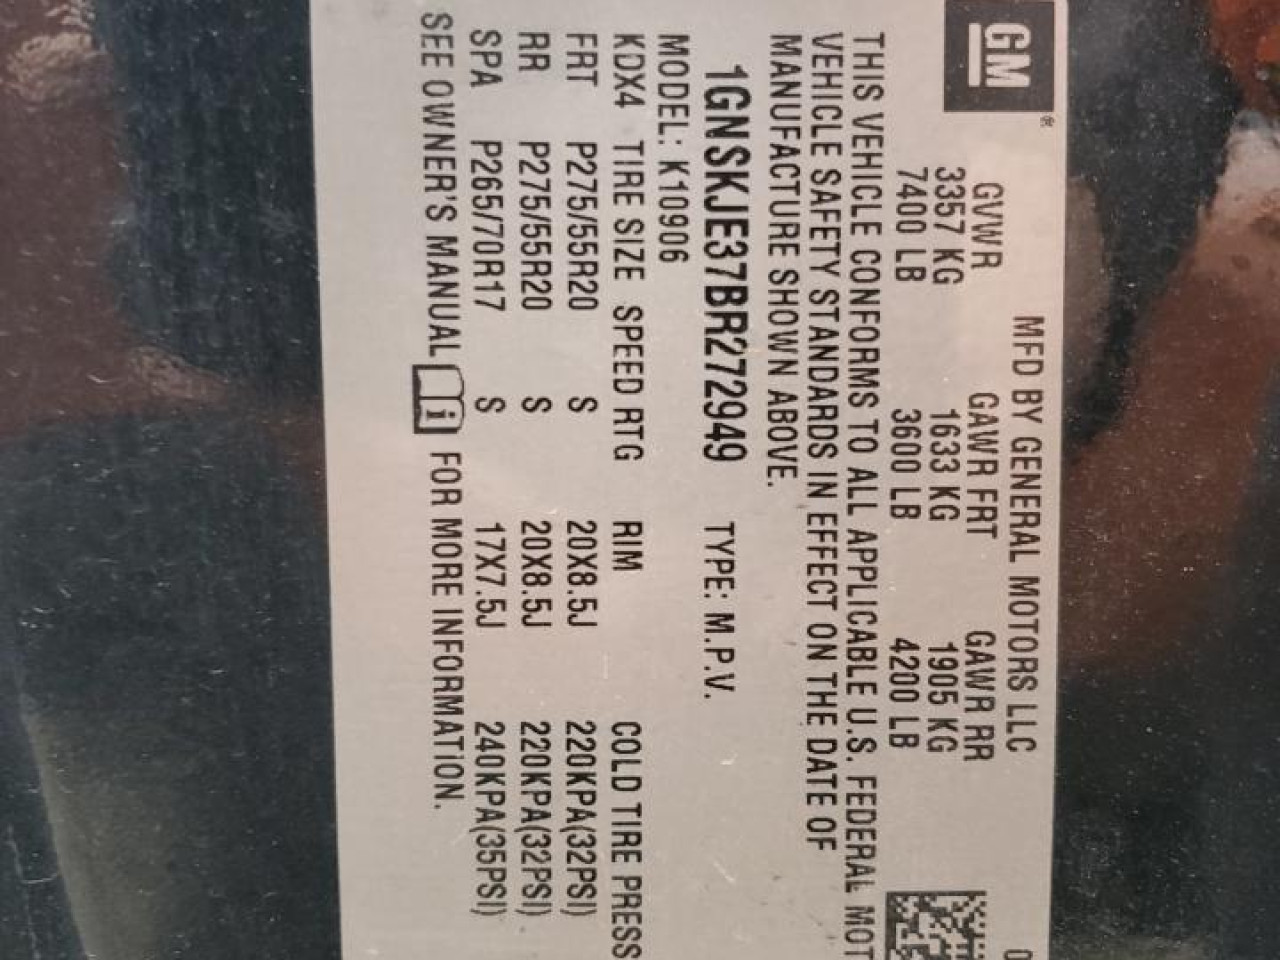 GM
MFD BY GENERAL MOTORS LLC
GVWR GAWR FRT GAWR RR
3357 KG 1633 KG 1905 KG
7400 LB 3600 LB 4200 LB
THIS VEHICLE CONFORMS TO ALL APPLICABLE U.S. FEDERAL MOT
VEHICLE SAFETY STANDARDS IN EFFECT ON THE DATE OF
MANUFACTURE SHOWN ABOVE.
1GNSKJE37BR272949 TYPE: M.P.V.
MODEL: K10906
KDX4 TIRE SIZE SPEED RTG RIM COLD TIRE PRESS
FRT P275/55R20 S 20X8.5J 220KPA(32PSI)
RR P275/55R20 S 20X8.5J 220KPA(32PSI)
SPA P265/70R17 S 17X7.5J 240KPA(35PSI)
SEE OWNER'S MANUAL i FOR MORE INFORMATION.